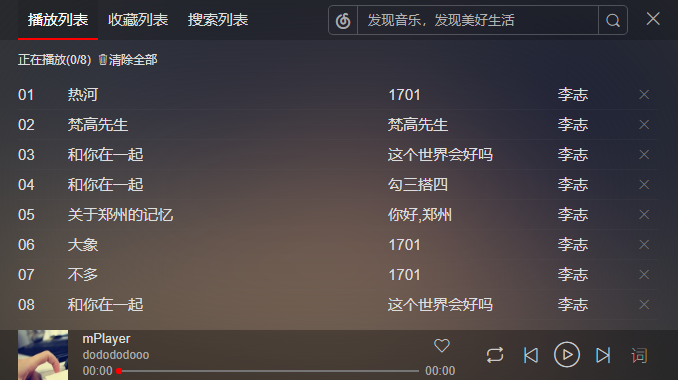 播放列表 收藏列表 搜索列表 发现音乐，发现美好生活
正在播放(0/8) 清除全部
01 热河 1701 李志
02 梵高先生 梵高先生 李志
03 和你在一起 这个世界会好吗 李志
04 和你在一起 勾三搭四 李志
05 关于郑州的记忆 你好,郑州 李志
06 大象 1701 李志
07 不多 1701 李志
08 和你在一起 这个世界会好吗 李志
mPlayer
dodododooo
00:00 00:00 词